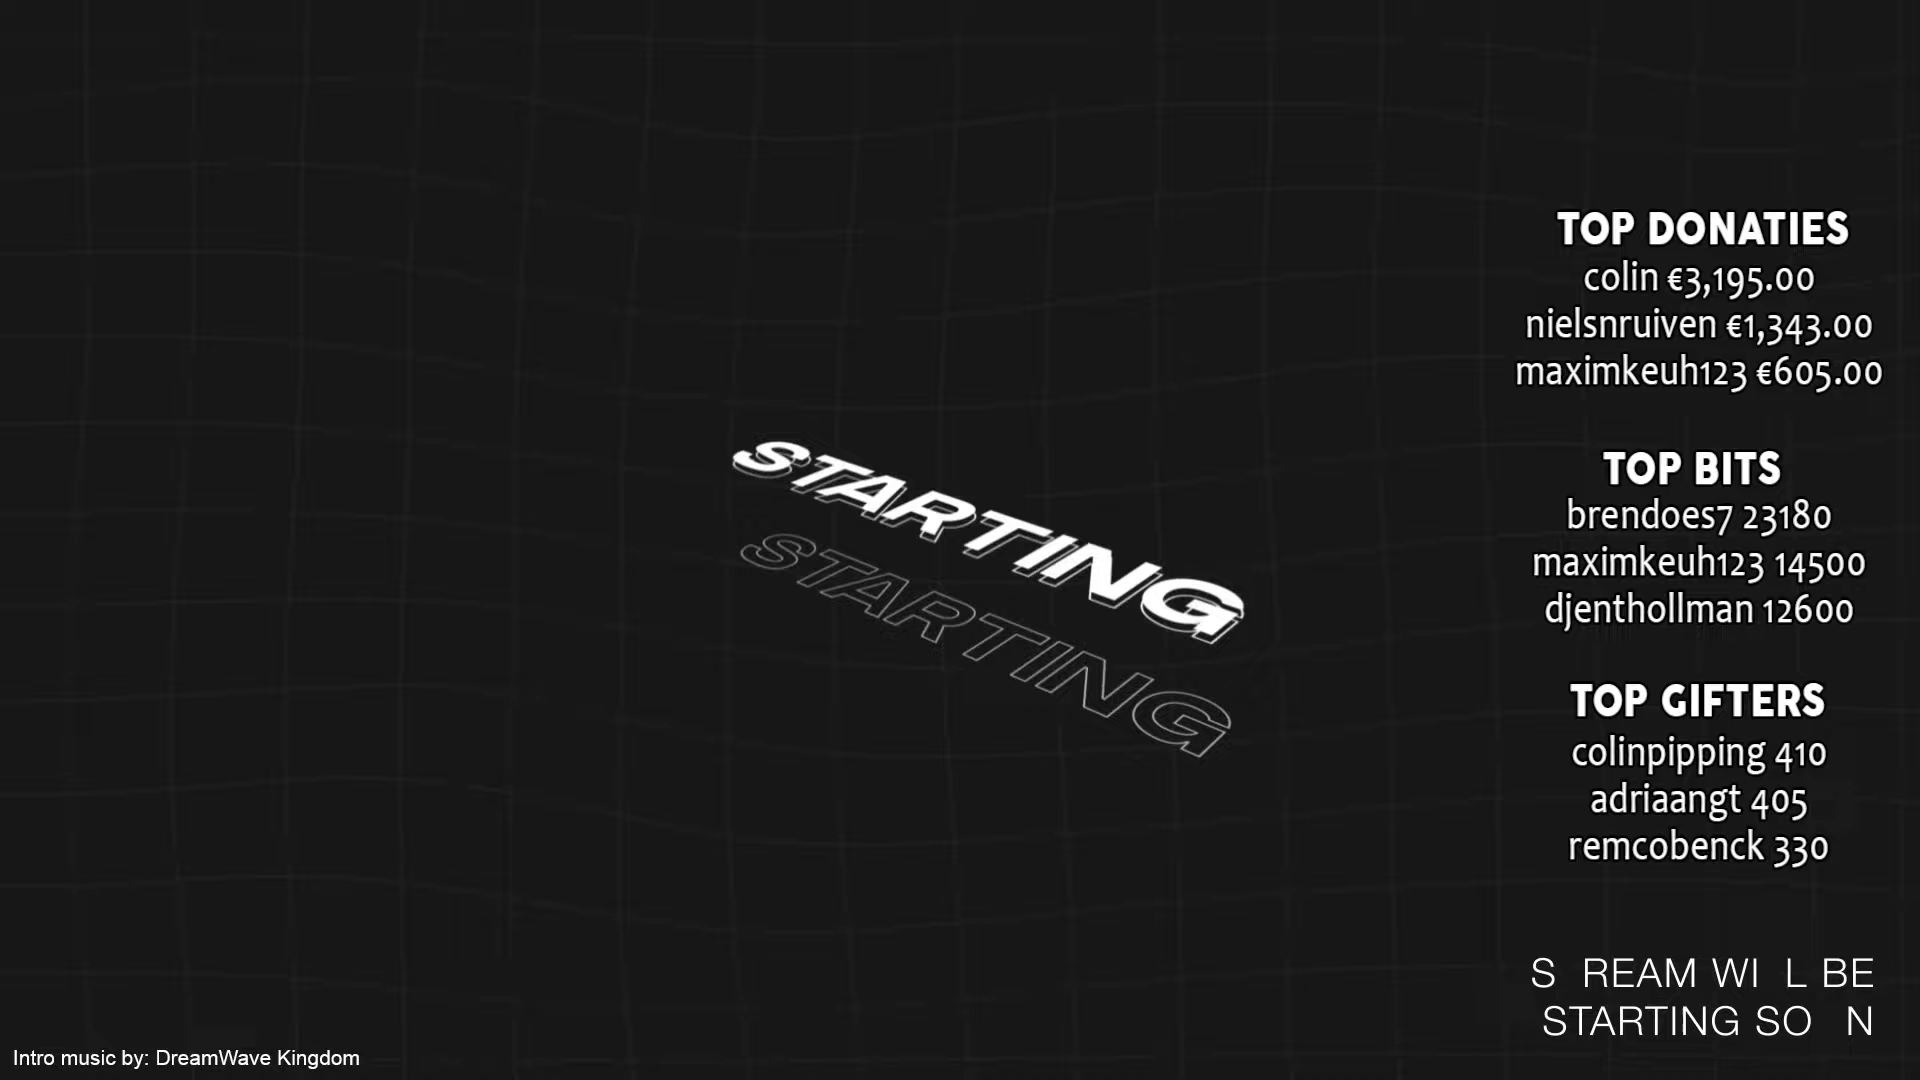 STARTING
STARTING
TOP DONATIES
colin €3,195.00
nielsnruiven €1,343.00
maximkeuh123 €605.00
TOP BITS
brendoes7 23180
maximkeuh123 14500
djenthollman 12600
TOP GIFTERS
colinpipping 410
adriaangt 405
remcobenck 330
S REAM WI L BE
STARTING SO N
Intro music by: DreamWave Kingdom